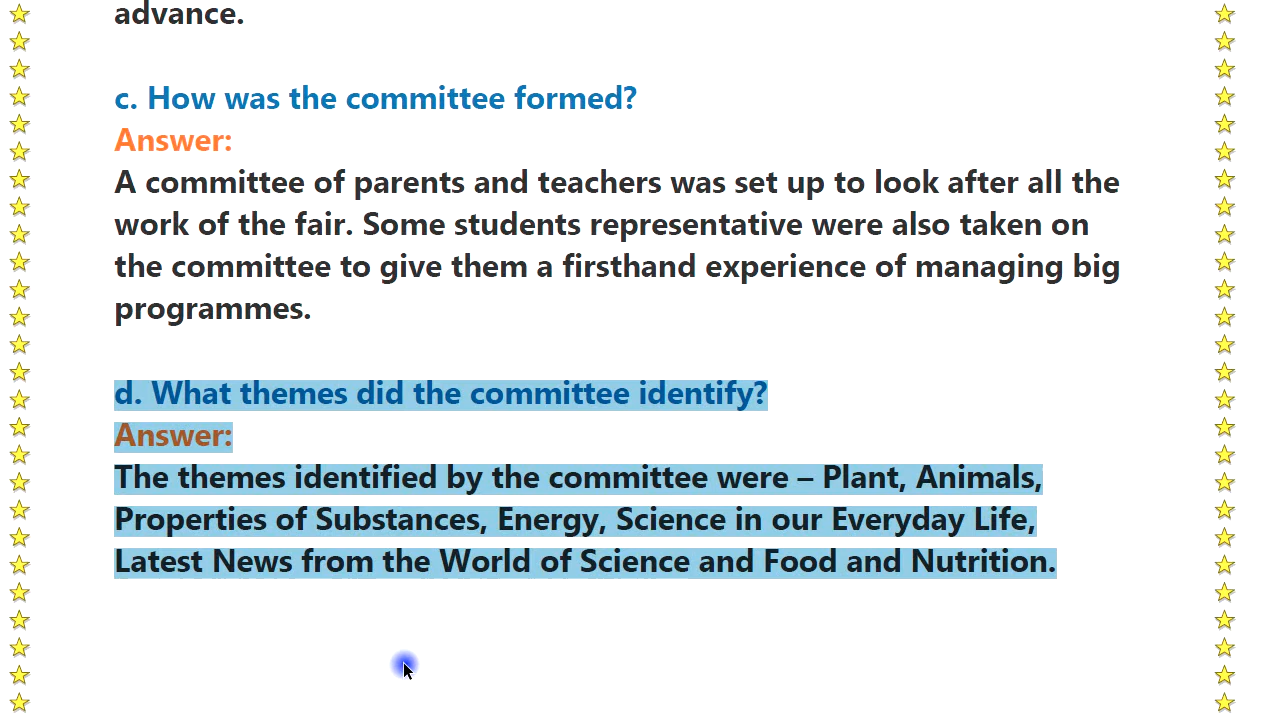 advance.
c. How was the committee formed?
Answer:
A committee of parents and teachers was set up to look after all the
work of the fair. Some students representative were also taken on
the committee to give them a firsthand experience of managing big
programmes.
d. What themes did the committee identify?
Answer:
The themes identified by the committee were – Plant, Animals,
Properties of Substances, Energy, Science in our Everyday Life,
Latest News from the World of Science and Food and Nutrition.